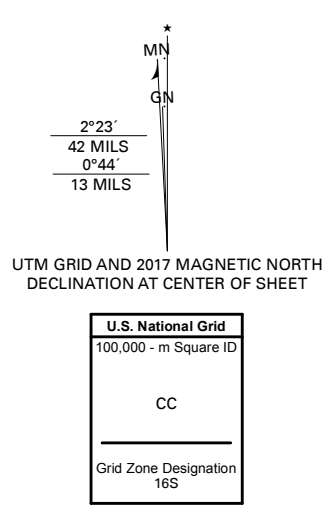 ★
MN
GN
2°23´
42 MILS
0°44´
13 MILS
UTM GRID AND 2017 MAGNETIC NORTH
DECLINATION AT CENTER OF SHEET
U.S. National Grid
100,000 - m Square ID
CC
Grid Zone Designation
16S